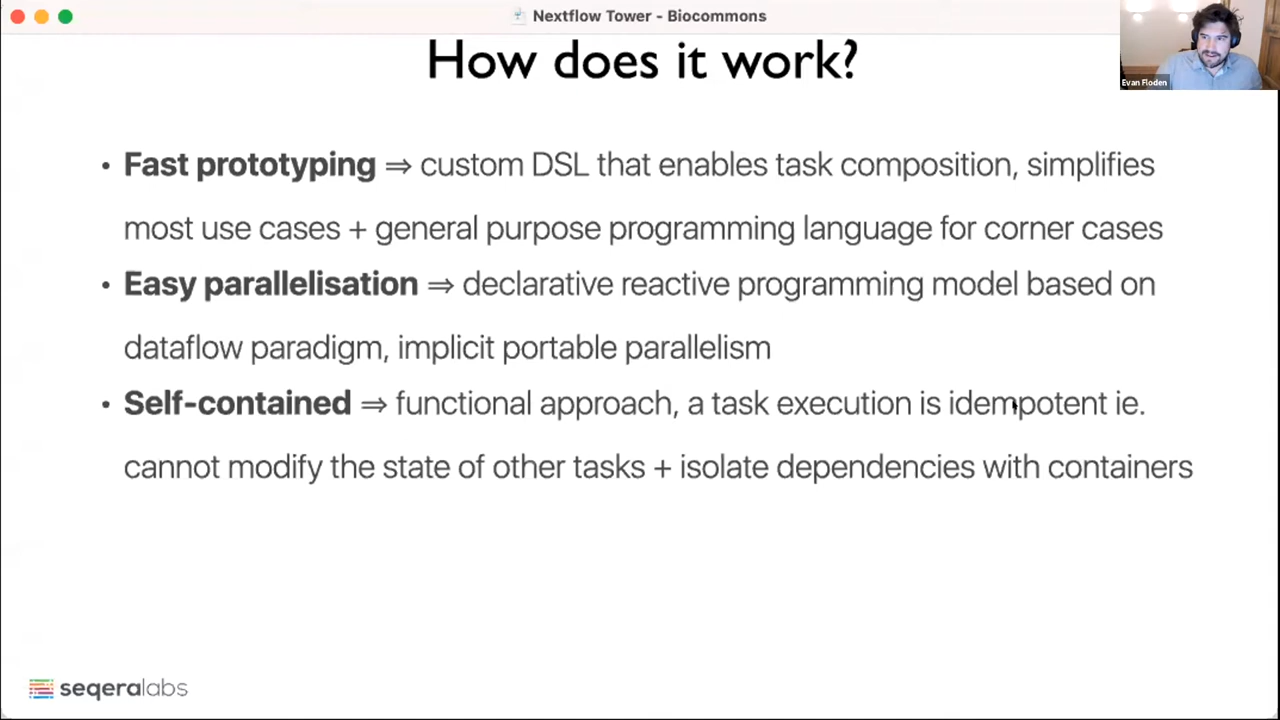 Nextflow Tower - Biocommons
How does it work?
Evan Floden
• Fast prototyping ⇒ custom DSL that enables task composition, simplifies
most use cases + general purpose programming language for corner cases
• Easy parallelisation ⇒ declarative reactive programming model based on
dataflow paradigm, implicit portable parallelism
• Self-contained ⇒ functional approach, a task execution is idempotent ie.
cannot modify the state of other tasks + isolate dependencies with containers
seqeralabs